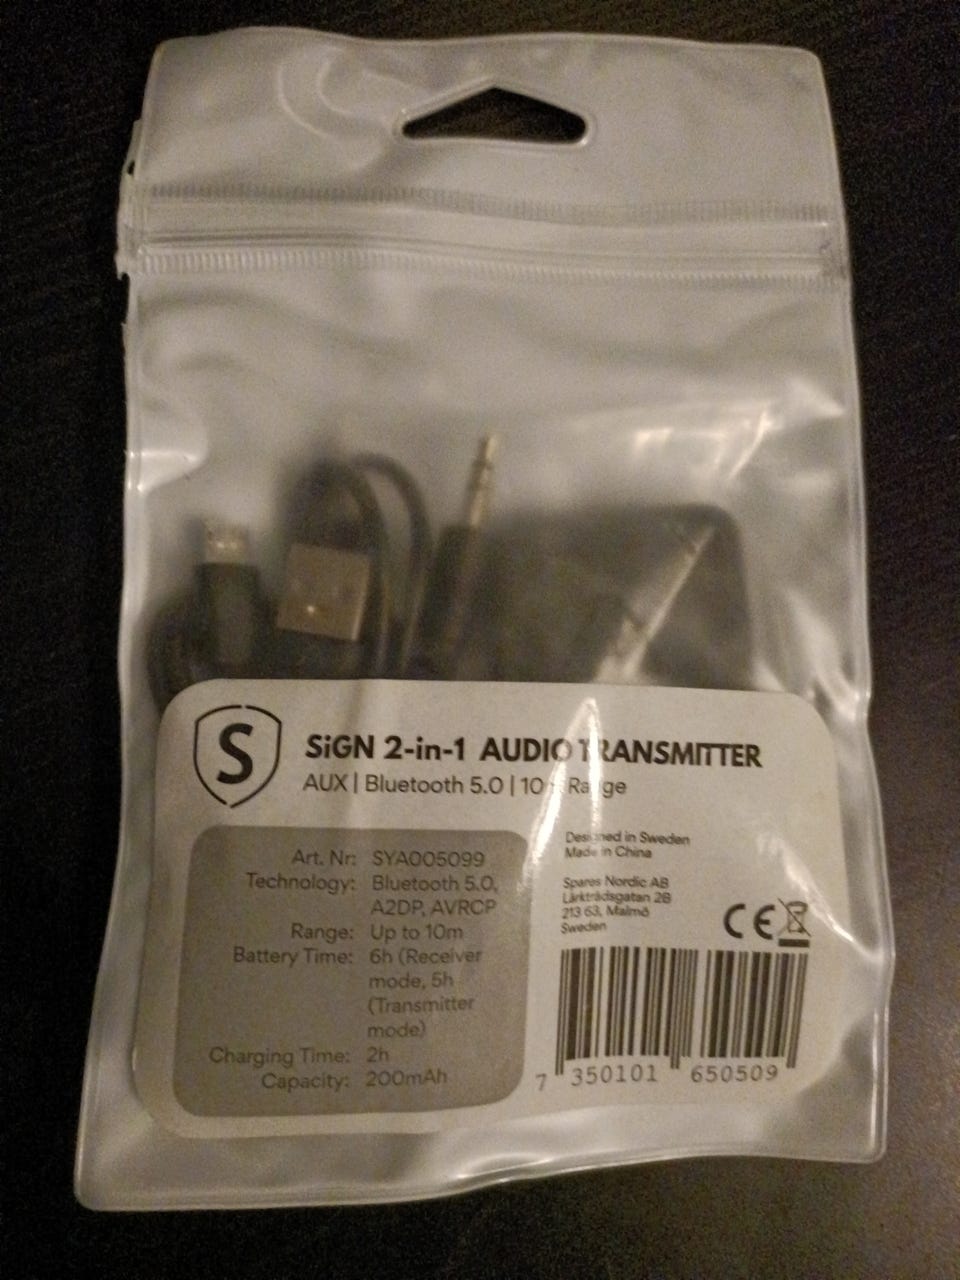 S
SiGN 2-in-1 AUDIO TRANSMITTER
AUX | Bluetooth 5.0 | 10m Range
Art. Nr: SYA005099
Technology: Bluetooth 5.0,
A2DP, AVRCP
Range: Up to 10m
Battery Time: 6h (Receiver
mode, 5h
(Transmitter
mode)
Charging Time: 2h
Capacity: 200mAh
Designed in Sweden
Made in China
Spares Nordic AB
Lärkträdsgatan 2B
213 63, Malmö
Sweden
CE
7 350101 650509